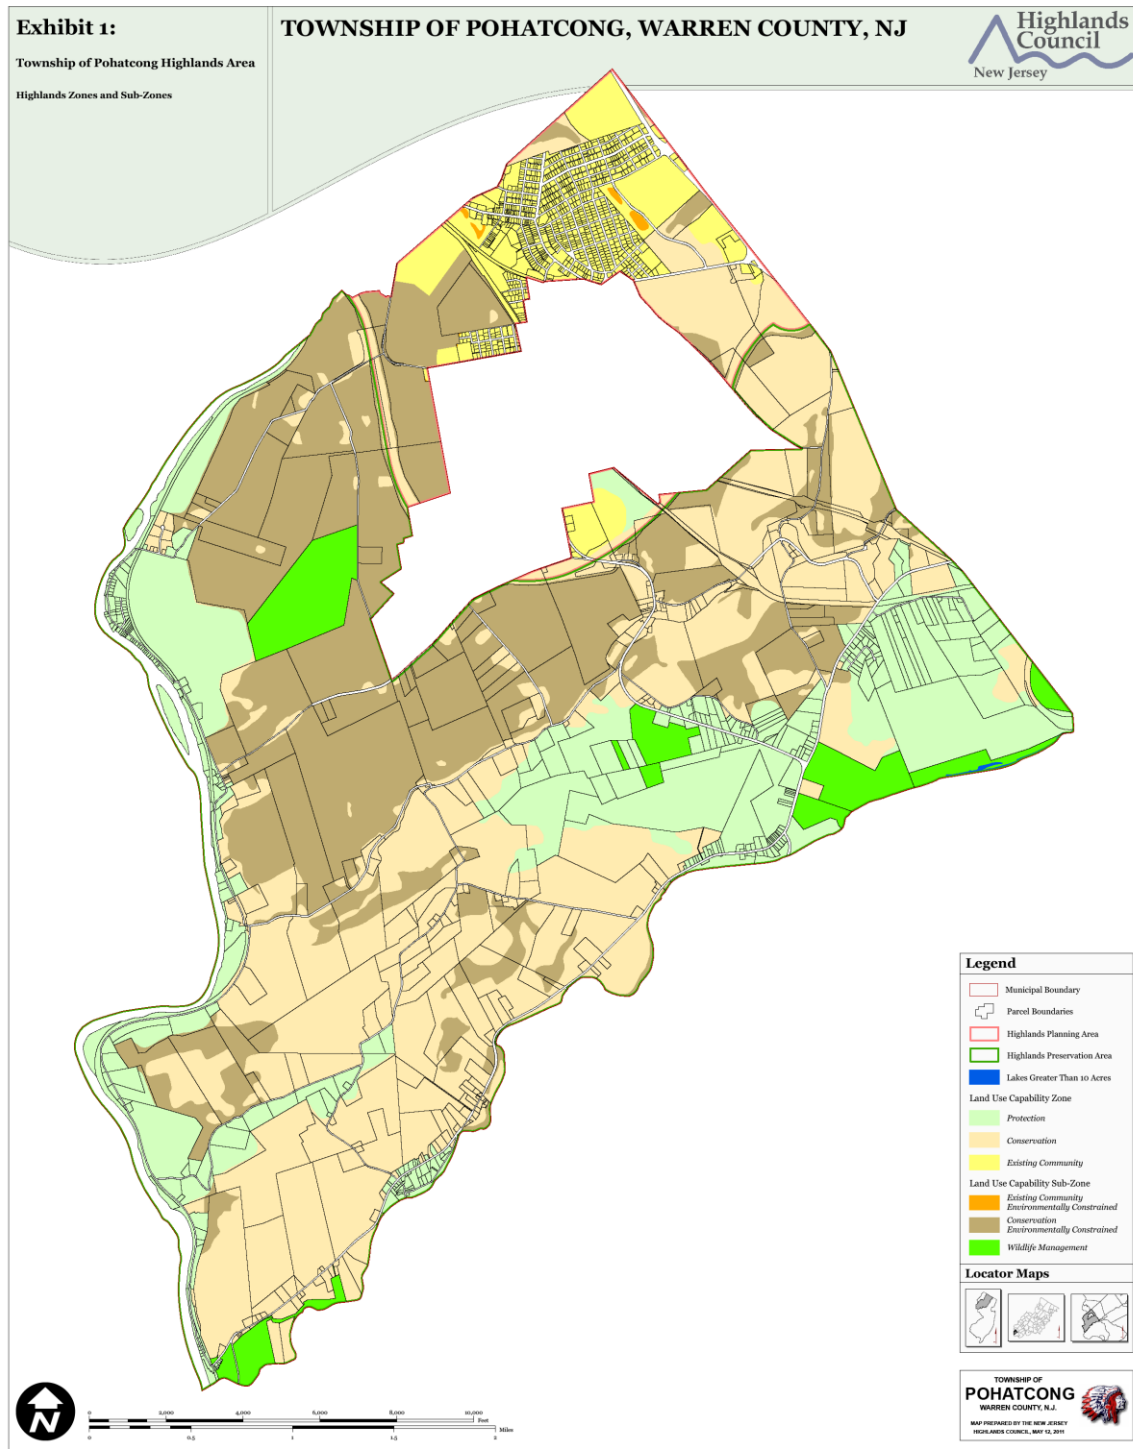 Exhibit 1:
Township of Pohatcong Highlands Area
Highlands Zones and Sub-Zones
TOWNSHIP OF POHATCONG, WARREN COUNTY, NJ
Highlands
Council
New Jersey
Legend
Municipal Boundary
Parcel Boundaries
Highlands Planning Area
Highlands Preservation Area
Lakes Greater Than 10 Acres
Land Use Capability Zone
Protection
Conservation
Existing Community
Land Use Capability Sub-Zone
Existing Community
Environmentally Constrained
Conservation
Environmentally Constrained
Wildlife Management
Locator Maps
TOWNSHIP OF
POHATCONG
WARREN COUNTY, N.J.
MAP PREPARED BY THE NEW JERSEY
HIGHLANDS COUNCIL, MAY 12, 2011
N
0 2,000 4,000 6,000 8,000 10,000
Feet
Miles
0 0.5 1 1.5 2